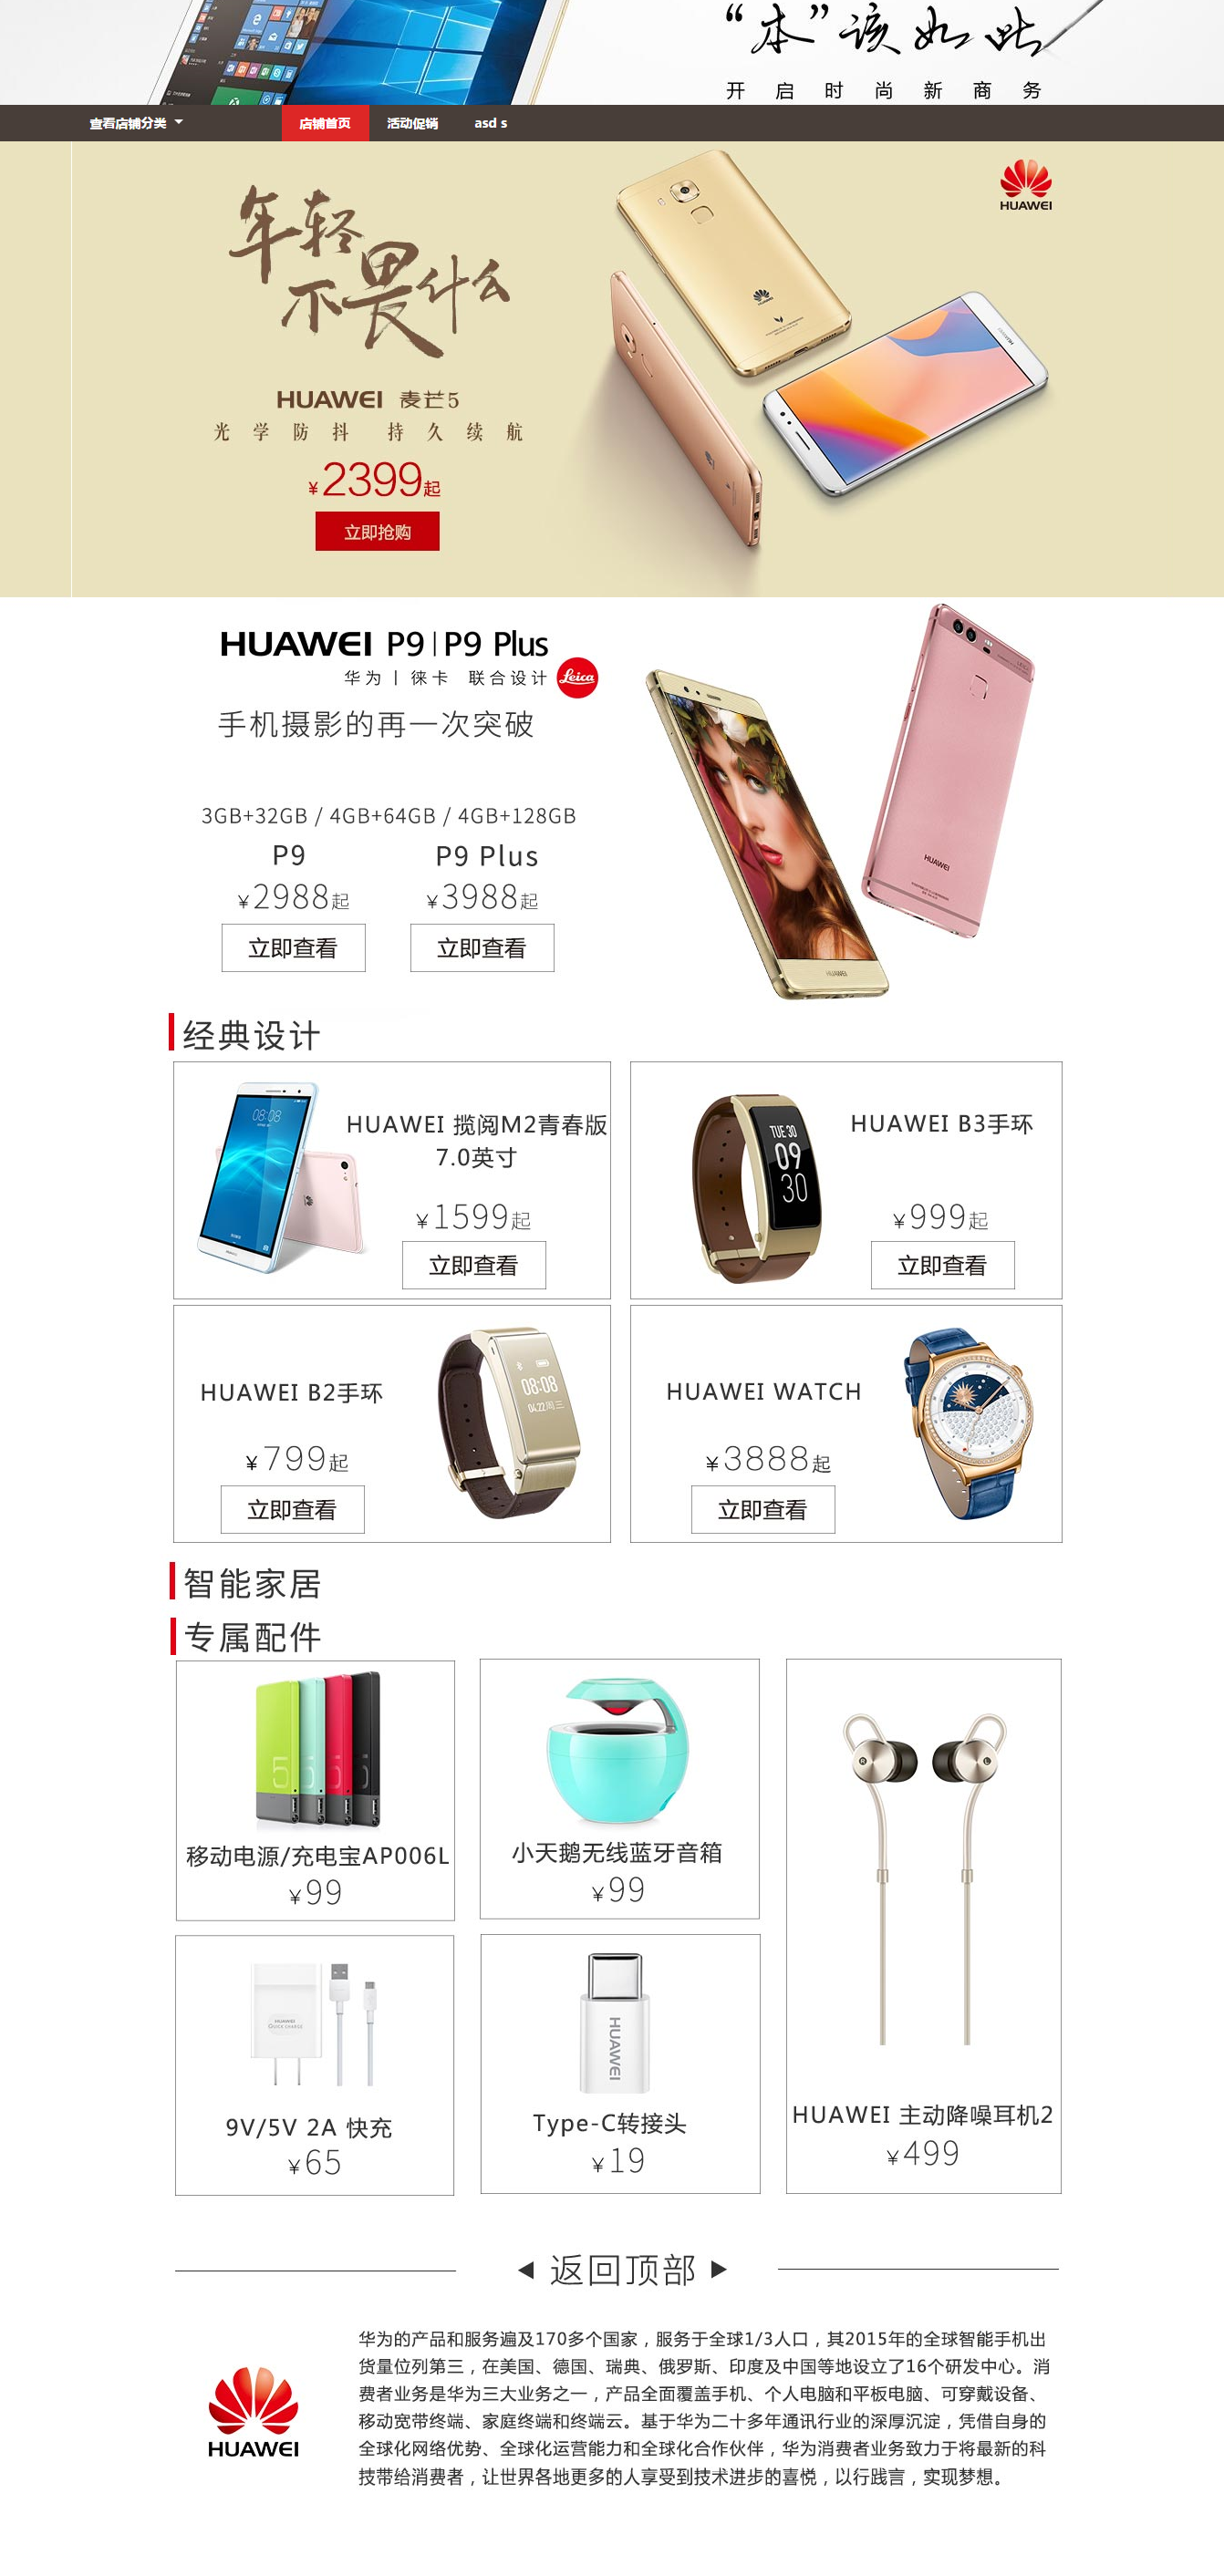 “本”该如此
开启时尚新商务
查看店铺分类
店铺首页
活动促销
asd s
HUAWEI
年轻
不畏什么
HUAWEI 麦芒5
光学防抖 持久续航
¥2399起
立即抢购
HUAWEI P9|P9 Plus
华为丨徕卡 联合设计
Leica
手机摄影的再一次突破
3GB+32GB / 4GB+64GB / 4GB+128GB
P9
P9 Plus
¥2988起
¥3988起
立即查看
立即查看
HUAWEI
HUAWEI
经典设计
08:08
HUAWEI 揽阅M2青春版
7.0英寸
¥1599起
立即查看
TUE 30
09
30
HUAWEI B3手环
¥999起
立即查看
HUAWEI B2手环
¥799起
立即查看
08:08
04.22周三
HUAWEI WATCH
¥3888起
立即查看
智能家居
专属配件
5
移动电源/充电宝AP006L
¥99
小天鹅无线蓝牙音箱
¥99
R
L
HUAWEI 主动降噪耳机2
¥499
HUAWEI
QUICK CHARGE
9V/5V 2A 快充
¥65
HUAWEI
Type-C转接头
¥19
返回顶部
HUAWEI
华为的产品和服务遍及170多个国家，服务于全球1/3人口，其2015年的全球智能手机出
货量位列第三，在美国、德国、瑞典、俄罗斯、印度及中国等地设立了16个研发中心。消
费者业务是华为三大业务之一，产品全面覆盖手机、个人电脑和平板电脑、可穿戴设备、
移动宽带终端、家庭终端和终端云。基于华为二十多年通讯行业的深厚沉淀，凭借自身的
全球化网络优势、全球化运营能力和全球化合作伙伴，华为消费者业务致力于将最新的科
技带给消费者，让世界各地更多的人享受到技术进步的喜悦，以行践言，实现梦想。